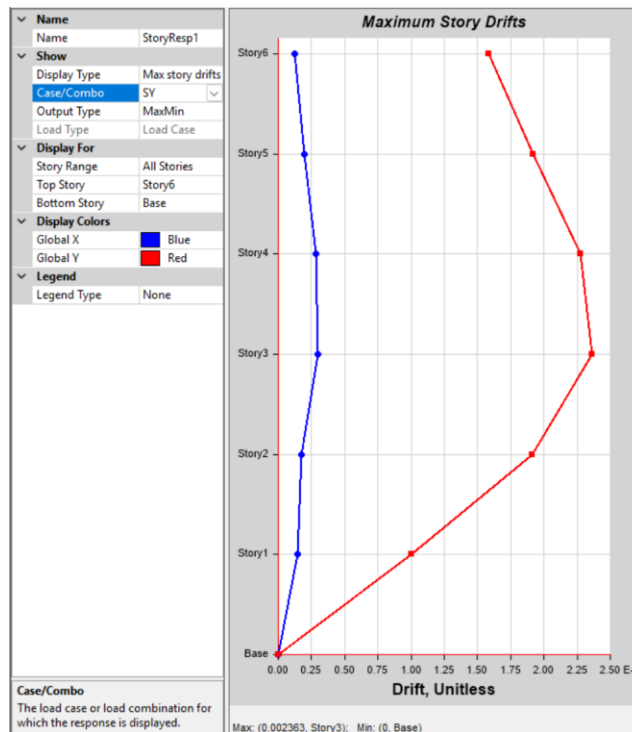 Name
Name StoryResp1
Show
Display Type Max story drifts
Case/Combo SY
Output Type MaxMin
Load Type Load Case
Display For
Story Range All Stories
Top Story Story6
Bottom Story Base
Display Colors
Global X Blue
Global Y Red
Legend
Legend Type None
Case/Combo
The load case or load combination for
which the response is displayed.
Maximum Story Drifts
Story6
Story5
Story4
Story3
Story2
Story1
Base
0.00 0.25 0.50 0.75 1.00 1.25 1.50 1.75 2.00 2.25 2.50 E-
Drift, Unitless
Max: (0.002363, Story3); Min: (0, Base)